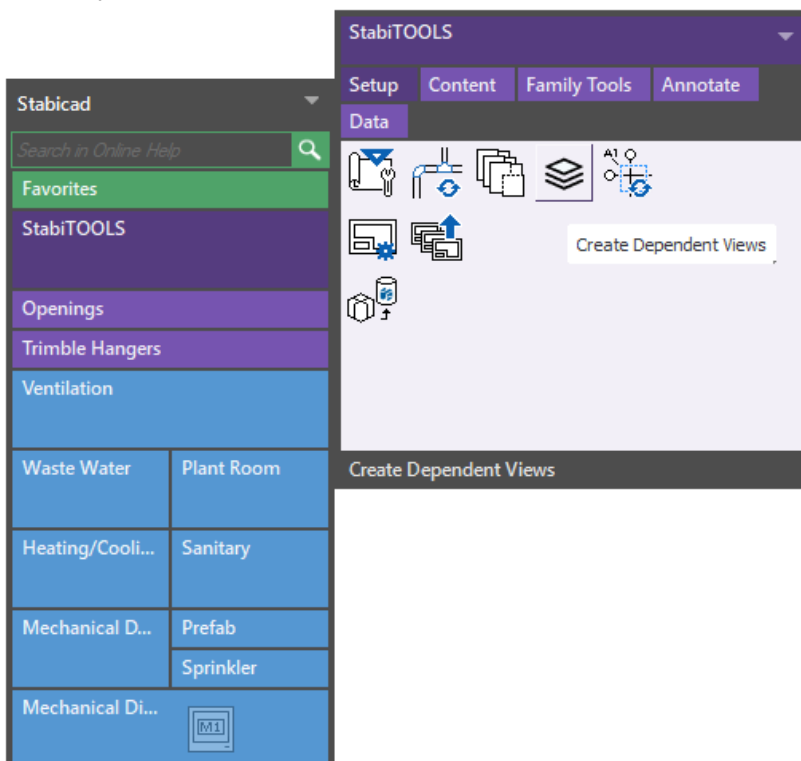 Stabicad
Search in Online Help
Favorites
StabiTOOLS
Openings
Trimble Hangers
Ventilation
Waste Water
Plant Room
Heating/Cooli...
Sanitary
Mechanical D...
Prefab
Sprinkler
Mechanical Di...
M1
StabiTOOLS
Setup
Content
Family Tools
Annotate
Data
A1
Create Dependent Views
Create Dependent Views